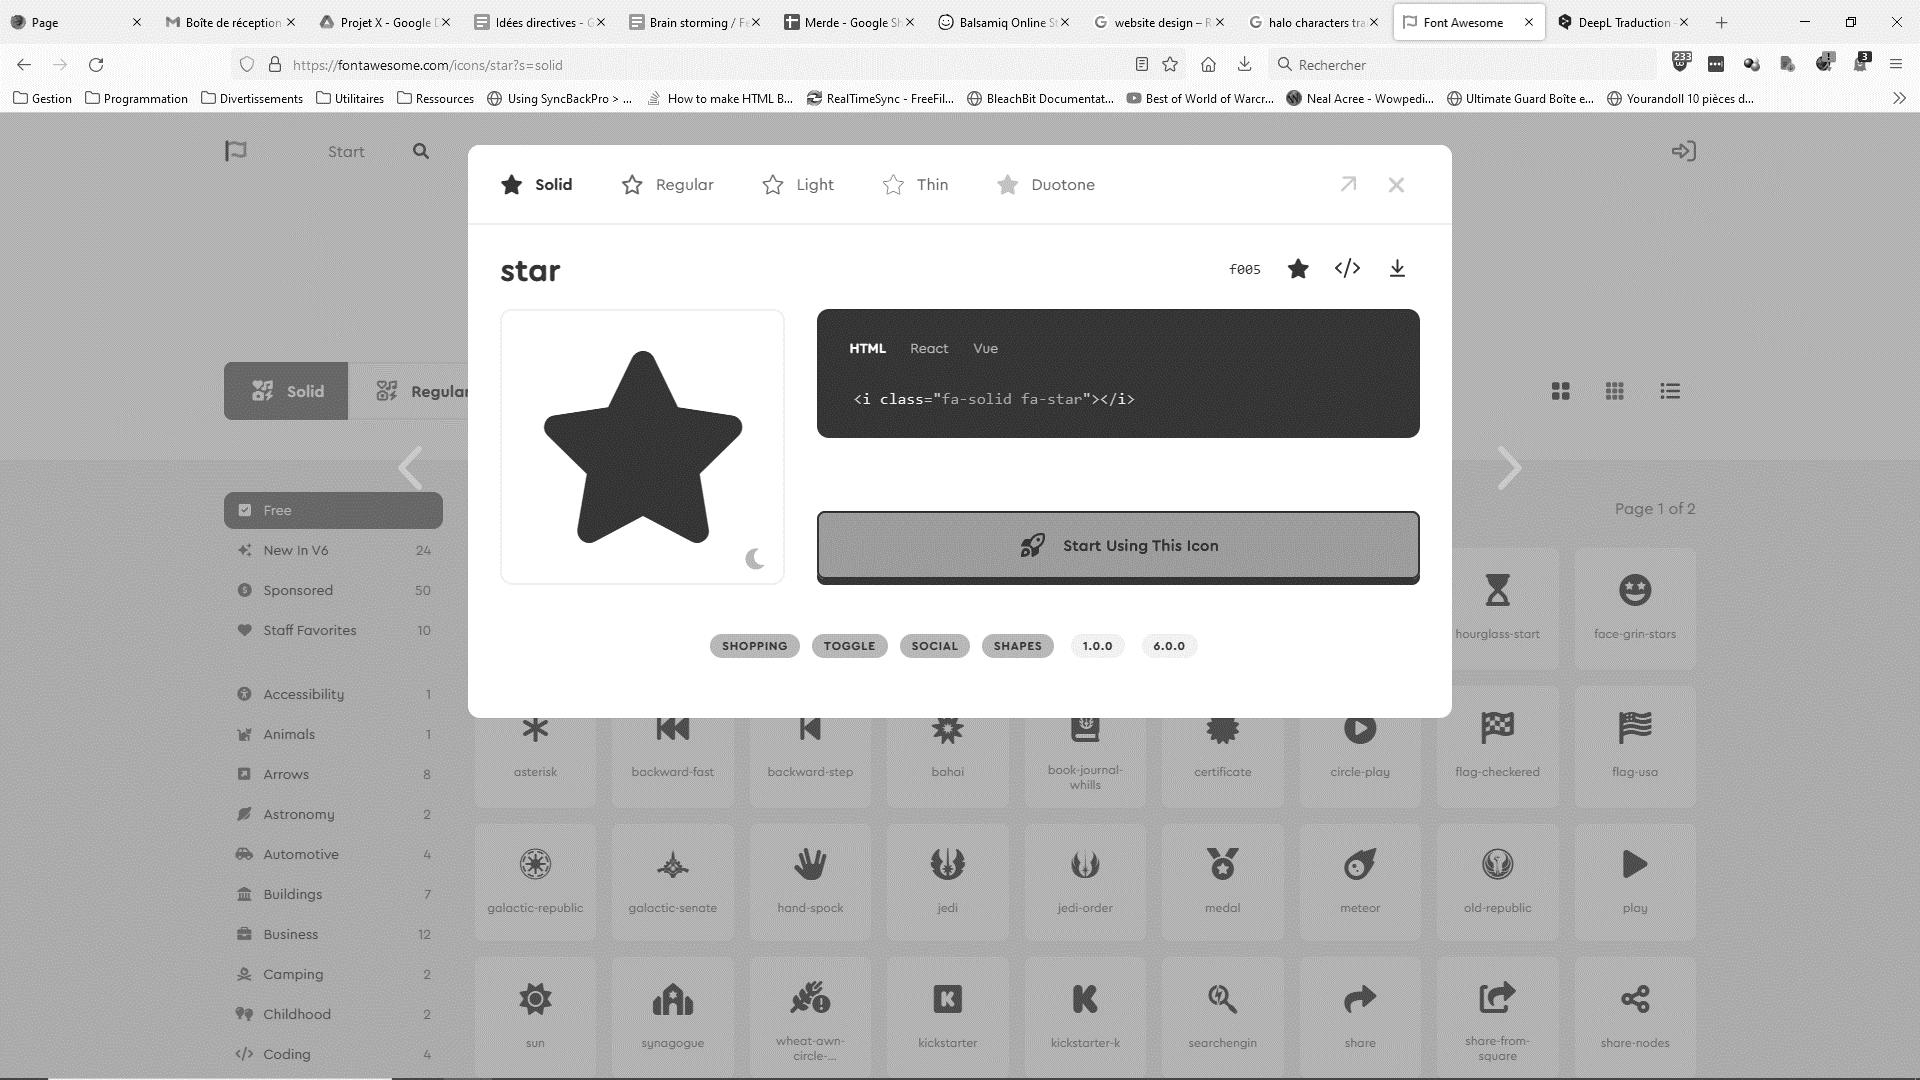 Page
Boîte de réception
Projet X - Google
Idées directives - G
Brain storming / Fe
Merde - Google Sh
Balsamiq Online St
website design – R
halo characters tra
Font Awesome
DeepL Traduction -
https://fontawesome.com/icons/star?s=solid
Rechercher
233
3
Gestion
Programmation
Divertissements
Utilitaires
Ressources
Using SyncBackPro > ...
How to make HTML B...
RealTimeSync - FreeFil...
BleachBit Documentat...
Best of World of Warcr...
Neal Acree - Wowpedi...
Ultimate Guard Boîte e...
Yourandoll 10 pièces d...
Start
Solid
Regular
Light
Thin
Duotone
star
f005
HTML React Vue
<i class="fa-solid fa-star"></i>
Start Using This Icon
SHOPPING TOGGLE SOCIAL SHAPES 1.0.0 6.0.0
Solid
Regular
Page 1 of 2
Free
New In V6 24
Sponsored 50
Staff Favorites 10
Accessibility 1
Animals 1
Arrows 8
Astronomy 2
Automotive 4
Buildings 7
Business 12
Camping 2
Childhood 2
Coding 4
hourglass-start
face-grin-stars
asterisk
backward-fast
backward-step
bahai
book-journal-
whills
certificate
circle-play
flag-checkered
flag-usa
galactic-republic
galactic-senate
hand-spock
jedi
jedi-order
medal
meteor
old-republic
play
sun
synagogue
wheat-awn-
circle-...
kickstarter
kickstarter-k
searchengin
share
share-from-
square
share-nodes